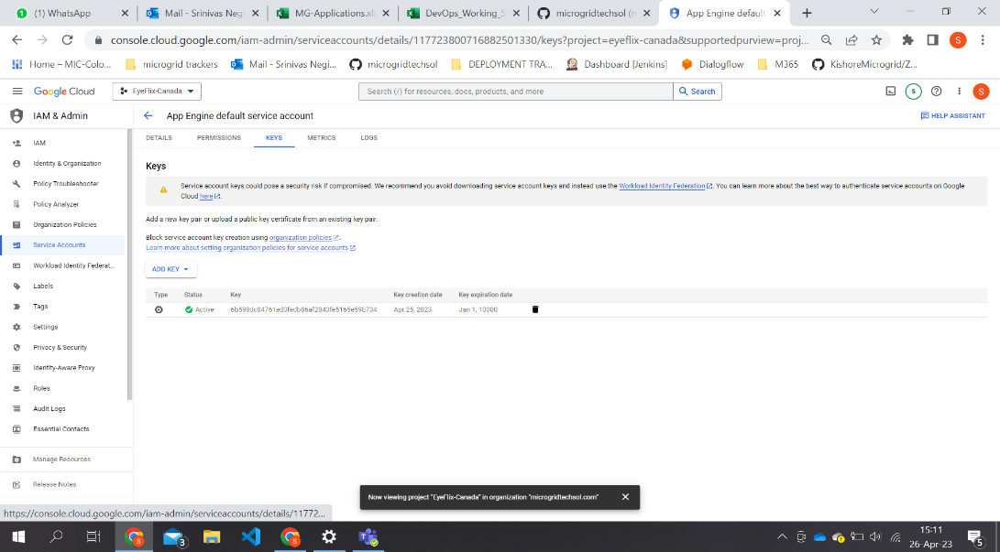 (1) WhatsApp
Mail - Srinivas Negi
MG-Applications.xls
DevOps_Working_S
microgridtechsol (m
App Engine default
console.cloud.google.com/iam-admin/serviceaccounts/details/117723800716882501330/keys?project=eyeflix-canada&supportedpurview=proj...
S
Home – MIC-Colo...
microgrid trackers
Mail - Srinivas Negi...
microgridtechsol
DEPLOYMENT TRA...
Dashboard [Jenkins]
Dialogflow
M365
KishoreMicrogrid/Z...
Google Cloud
EyeFlix-Canada
Search (/) for resources, docs, products, and more
Search
5
S
IAM & Admin
App Engine default service account
HELP ASSISTANT
DETAILS
PERMISSIONS
KEYS
METRICS
LOGS
IAM
Identity & Organization
Policy Troubleshooter
Policy Analyzer
Organization Policies
Service Accounts
Workload Identity Federat...
Labels
Tags
Settings
Privacy & Security
Identity-Aware Proxy
Roles
Audit Logs
Essential Contacts
Manage Resources
Release Notes
Keys
Service account keys could pose a security risk if compromised. We recommend you avoid downloading service account keys and instead use the Workload Identity Federation. You can learn more about the best way to authenticate service accounts on Google
Cloud here.
Add a new key pair or upload a public key certificate from an existing key pair.
Block service account key creation using organization policies.
Learn more about setting organization policies for service accounts
ADD KEY
Type Status Key Key creation date Key expiration date
Active 6b598dc04761ed3fedb86af2843fe5165e59b734 Apr 25, 2023 Jan 1, 10000
Now viewing project "EyeFlix-Canada" in organization "microgridtechsol.com"
https://console.cloud.google.com/iam-admin/serviceaccounts/details/11772...
3
15:11
26-Apr-23
5